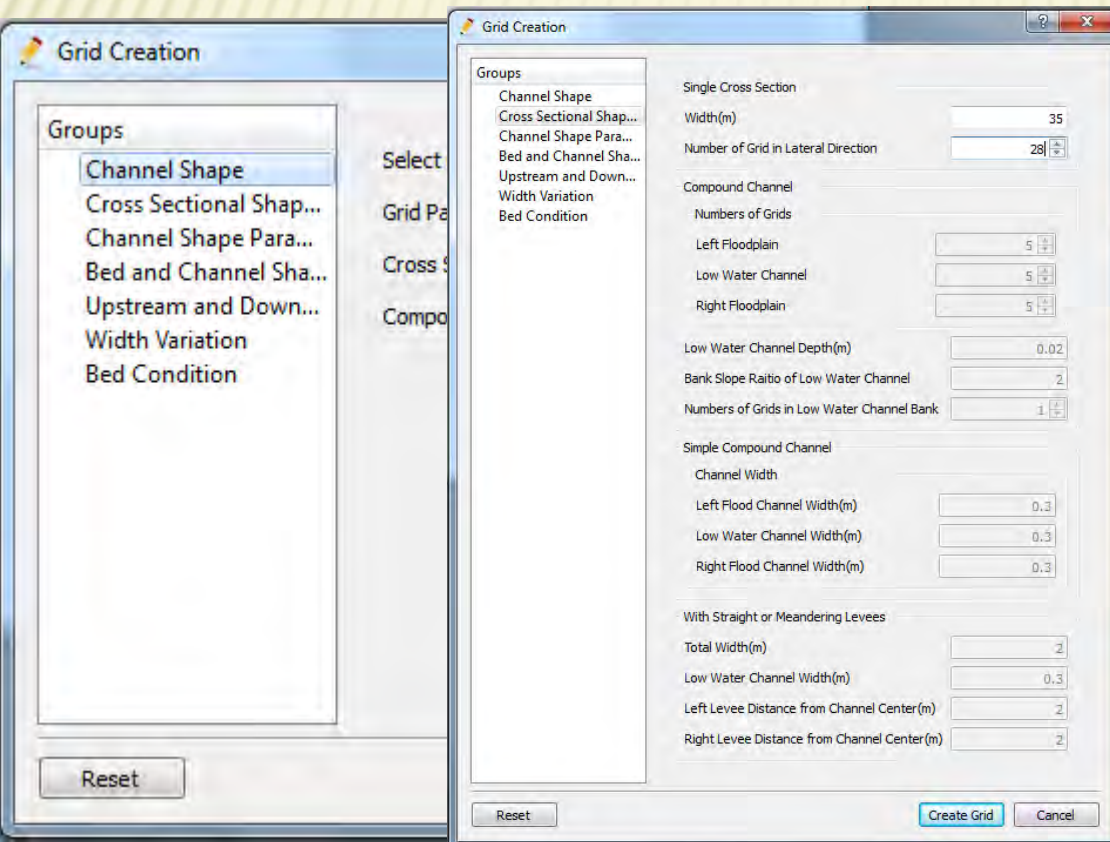 Grid Creation
Groups
Channel Shape
Cross Sectional Shap...
Channel Shape Para...
Bed and Channel Sha...
Upstream and Down...
Width Variation
Bed Condition
Select
Grid Pa
Cross S
Compo
Reset
Grid Creation
Groups
Channel Shape
Cross Sectional Shap...
Channel Shape Para...
Bed and Channel Sha...
Upstream and Down...
Width Variation
Bed Condition
Single Cross Section
Width(m) 35
Number of Grid in Lateral Direction 28
Compound Channel
Numbers of Grids
Left Floodplain 5
Low Water Channel 5
Right Floodplain 5
Low Water Channel Depth(m) 0.02
Bank Slope Raitio of Low Water Channel 2
Numbers of Grids in Low Water Channel Bank 1
Simple Compound Channel
Channel Width
Left Flood Channel Width(m) 0.3
Low Water Channel Width(m) 0.3
Right Flood Channel Width(m) 0.3
With Straight or Meandering Levees
Total Width(m) 2
Low Water Channel Width(m) 0.3
Left Levee Distance from Channel Center(m) 2
Right Levee Distance from Channel Center(m) 2
Reset Create Grid Cancel